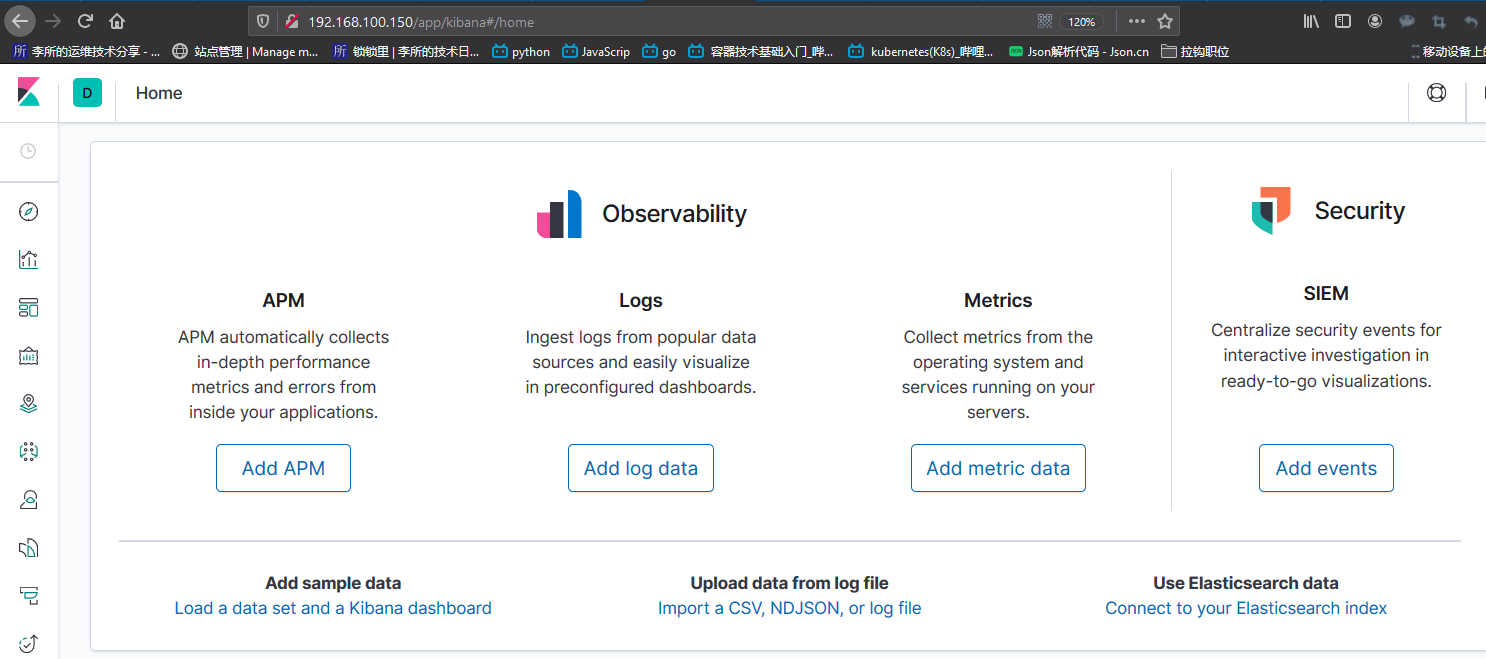 192.168.100.150/app/kibana#/home
120%
李所的运维技术分享 - ...
站点管理 | Manage m...
所
锁锁里 | 李所的技术日...
python
JavaScrip
go
容器技术基础入门_哔...
kubernetes(K8s)_哔哩...
Json解析代码 - Json.cn
拉钩职位
移动设备上的
D
Home
Observability
Security
APM
APM automatically collects
in-depth performance
metrics and errors from
inside your applications.
Add APM
Logs
Ingest logs from popular data
sources and easily visualize
in preconfigured dashboards.
Add log data
Metrics
Collect metrics from the
operating system and
services running on your
servers.
Add metric data
SIEM
Centralize security events for
interactive investigation in
ready-to-go visualizations.
Add events
Add sample data
Load a data set and a Kibana dashboard
Upload data from log file
Import a CSV, NDJSON, or log file
Use Elasticsearch data
Connect to your Elasticsearch index